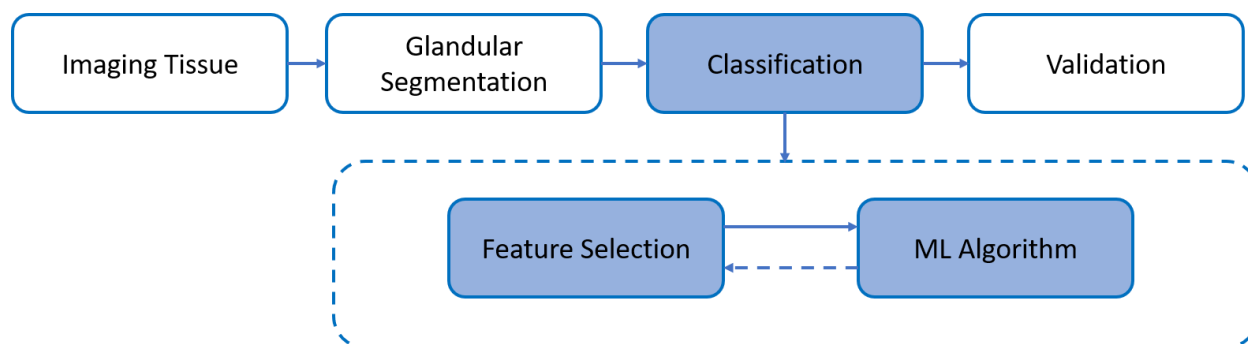 Imaging Tissue
Glandular
Segmentation
Classification
Validation
Feature Selection
ML Algorithm